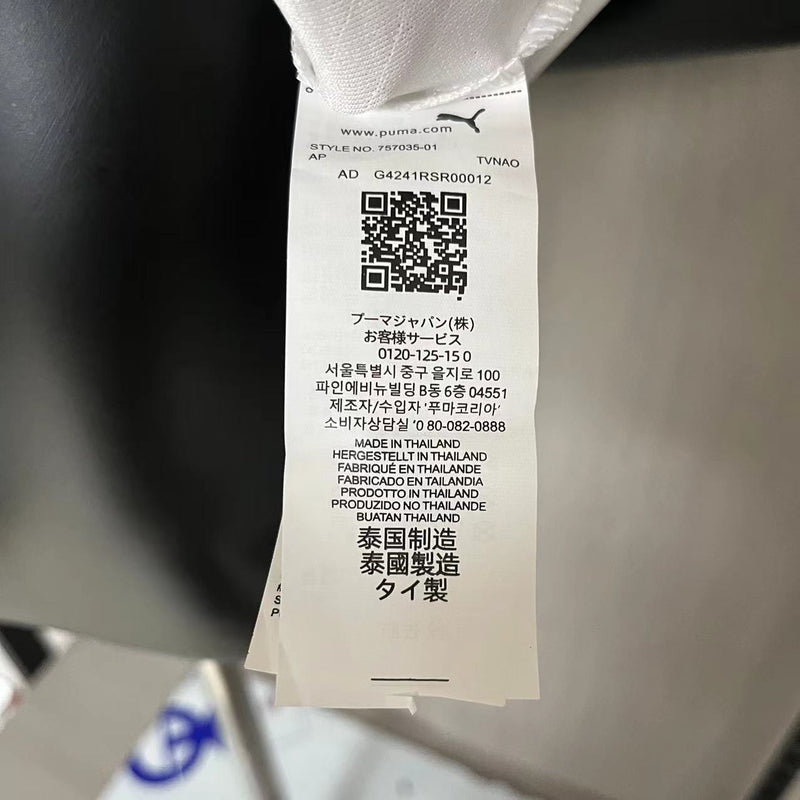 www.puma.com
STYLE NO. 757035-01
AP TVNAO
AD G4241RSR00012
プーマジャパン(株)
お客様サービス
0120-125-15 0
서울특별시 중구 을지로 100
파인에비뉴빌딩 B동 6층 04551
제조자/수입자 '푸마코리아'
소비자상담실 '0 80-082-0888
MADE IN THAILAND
HERGESTELLT IN THAILAND
FABRIQUÉ EN THAILANDE
FABRICADO EN TAILANDIA
PRODOTTO IN THAILAND
PRODUZIDO NO THAILANDE
BUATAN THAILAND
泰国制造
泰國製造
タイ製